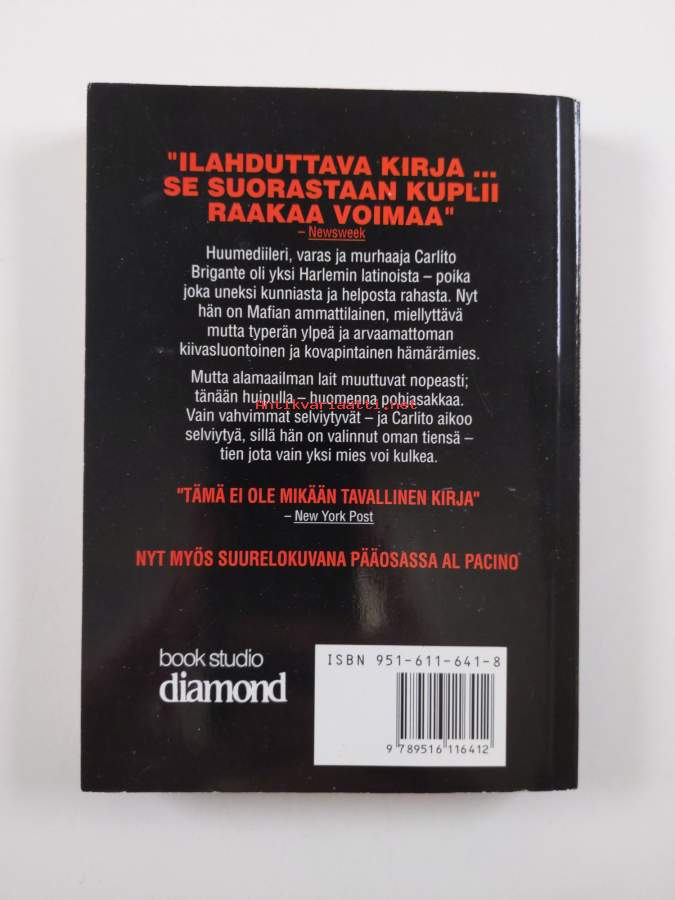 "ILAHDUTTAVA KIRJA ...
SE SUORASTAAN KUPLII
RAAKAA VOIMAA"
– Newsweek
Huumediileri, varas ja murhaaja Carlito
Brigante oli yksi Harlemin latinoista – poika
joka uneksi kunniasta ja helposta rahasta. Nyt
hän on Mafian ammattilainen, miellyttävä
mutta typerän ylpeä ja arvaamattoman
kiivasluontoinen ja kovapintainen hämärämies.
Mutta alamaailman lait muuttuvat nopeasti;
tänään huipulla – huomenna pohjasakkaa.
Antikvariaatti.net
Vain vahvimmat selviytyvät – ja Carlito aikoo
selviytyä, sillä hän on valinnut oman tiensä –
tien jota vain yksi mies voi kulkea.
"TÄMÄ EI OLE MIKÄÄN TAVALLINEN KIRJA"
– New York Post
NYT MYÖS SUURELOKUVANA PÄÄOSASSA AL PACINO
book studio
diamond
ISBN 951-611-641-8
9 789516 116412